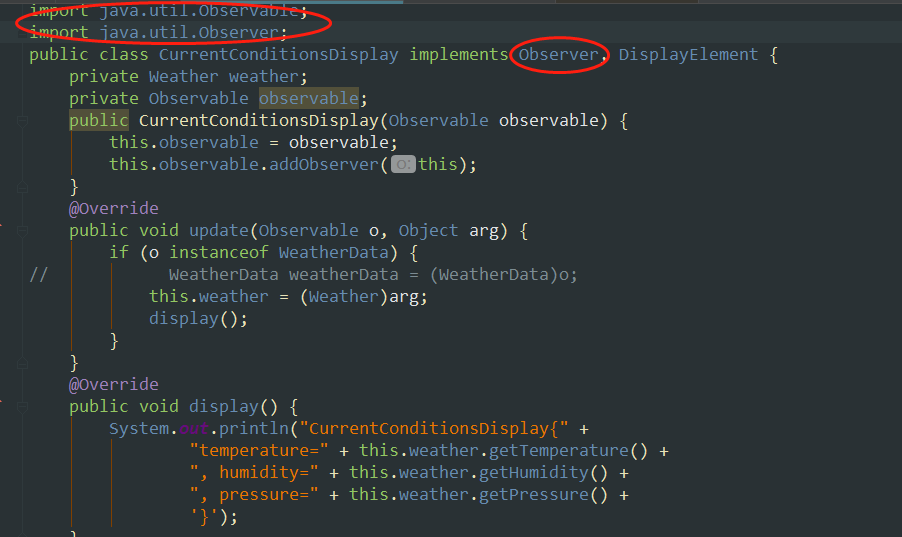 import java.util.Observable;
import java.util.Observer;
public class CurrentConditionsDisplay implements Observer, DisplayElement {
private Weather weather;
private Observable observable;
public CurrentConditionsDisplay(Observable observable) {
this.observable = observable;
this.observable.addObserver( o: this);
}
@Override
public void update(Observable o, Object arg) {
if (o instanceof WeatherData) {
// WeatherData weatherData = (WeatherData)o;
this.weather = (Weather)arg;
display();
}
}
@Override
public void display() {
System.out.println("CurrentConditionsDisplay{" +
"temperature=" + this.weather.getTemperature() +
", humidity=" + this.weather.getHumidity() +
", pressure=" + this.weather.getPressure() +
'}');
}